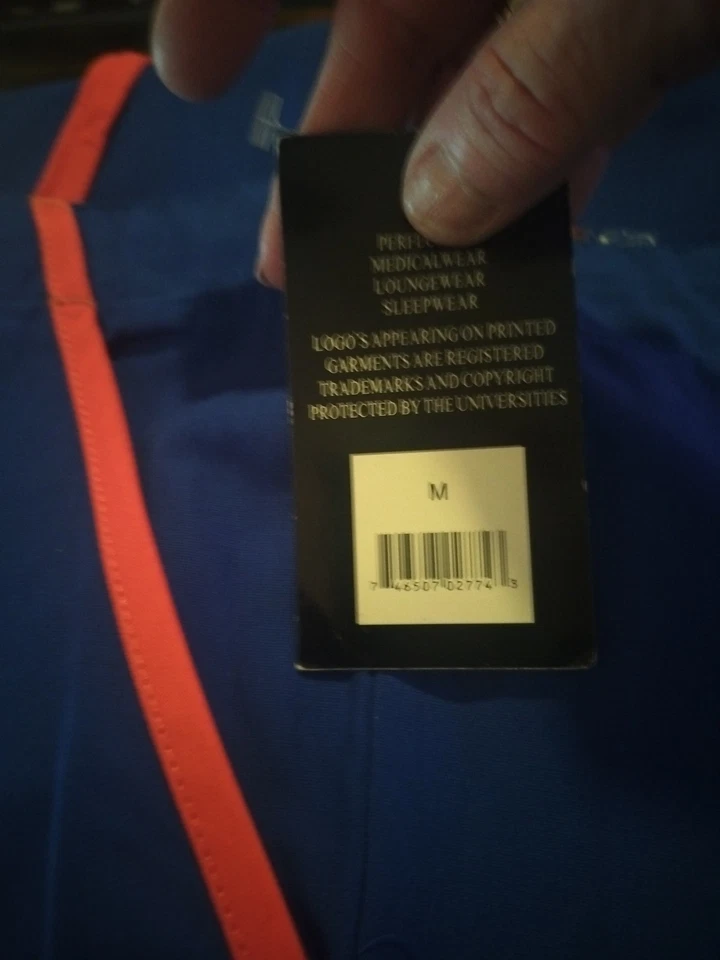 MEDICALWEAR
LOUNGEWEAR
SLEEPWEAR
LOGO'S APPEARING ON PRINTED
GARMENTS ARE REGISTERED
TRADEMARKS AND COPYRIGHT
PROTECTED BY THE UNIVERSITIES
M
7 46507 02774 3